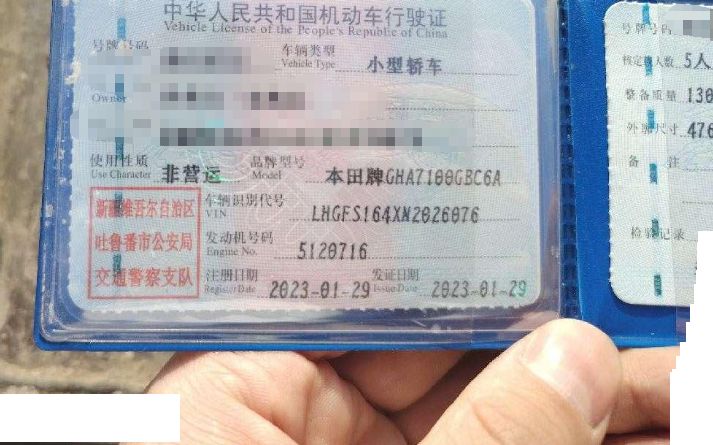 中华人民共和国机动车行驶证
Vehicle License of the People's Republic of China
号牌号码
车辆类型
Vehicle Type
小型轿车
Owner
使用性质
Use Character
非营运
品牌型号
Model
本田牌GHA7100GBC6A
新疆维吾尔自治区
吐鲁番市公安局
交通警察支队
车辆识别代号
VIN
LHGFS164XN2026076
发动机号码
Engine No.
5120716
注册日期
Register Date
2023-01-29
发证日期
Issue Date
2023-01-29
号牌号码
核定载人数 5人
整备质量 130
外廓尺寸 476
备 注
检验记录